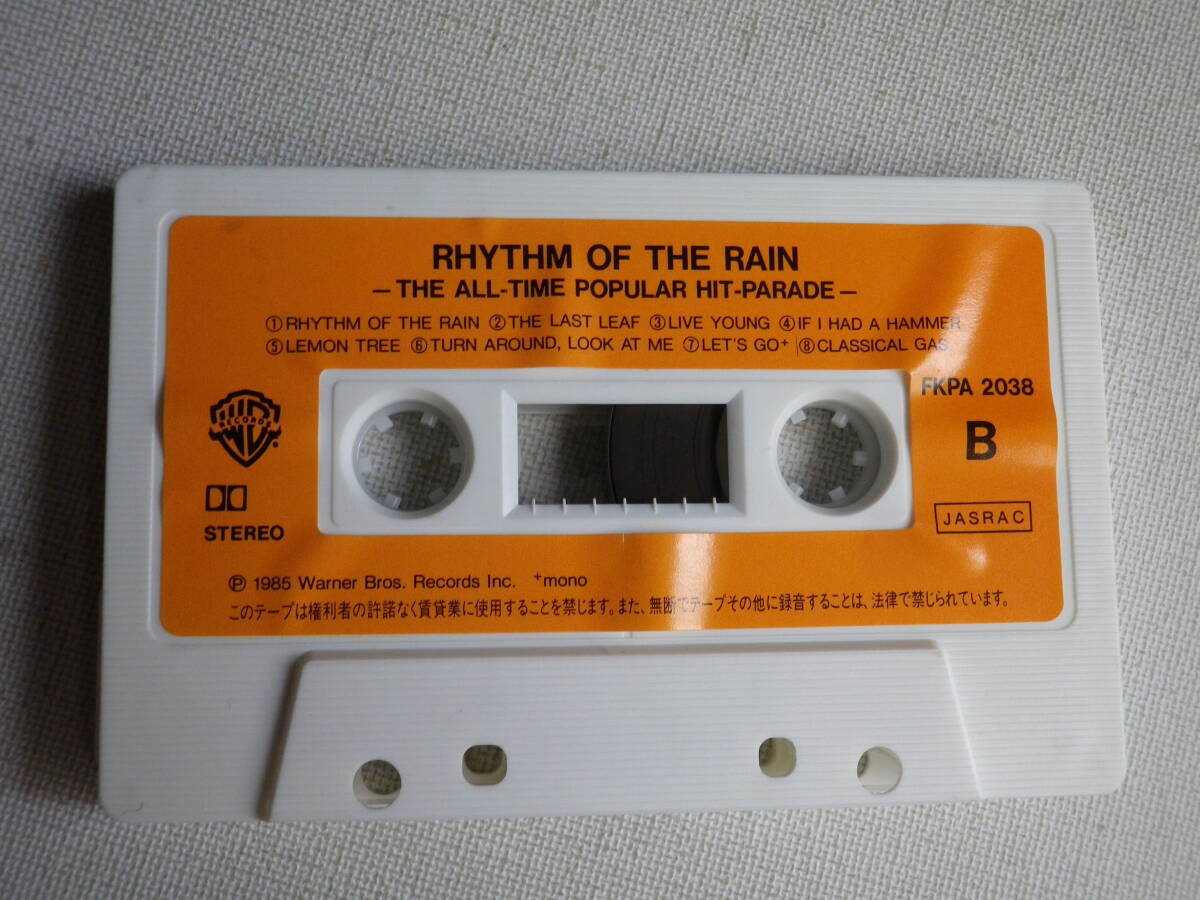 RHYTHM OF THE RAIN
—THE ALL-TIME POPULAR HIT-PARADE—
①RHYTHM OF THE RAIN ②THE LAST LEAF ③LIVE YOUNG ④IF I HAD A HAMMER
⑤LEMON TREE ⑥TURN AROUND, LOOK AT ME ⑦LET'S GO⁺ ⑧CLASSICAL GAS
FKPA 2038
B
WB
RECORDS
STEREO
JASRAC
Ⓟ 1985 Warner Bros. Records Inc. ⁺mono
このテープは権利者の許諾なく賃貸業に使用することを禁じます。また、無断でテープその他に録音することは、法律で禁じられています。